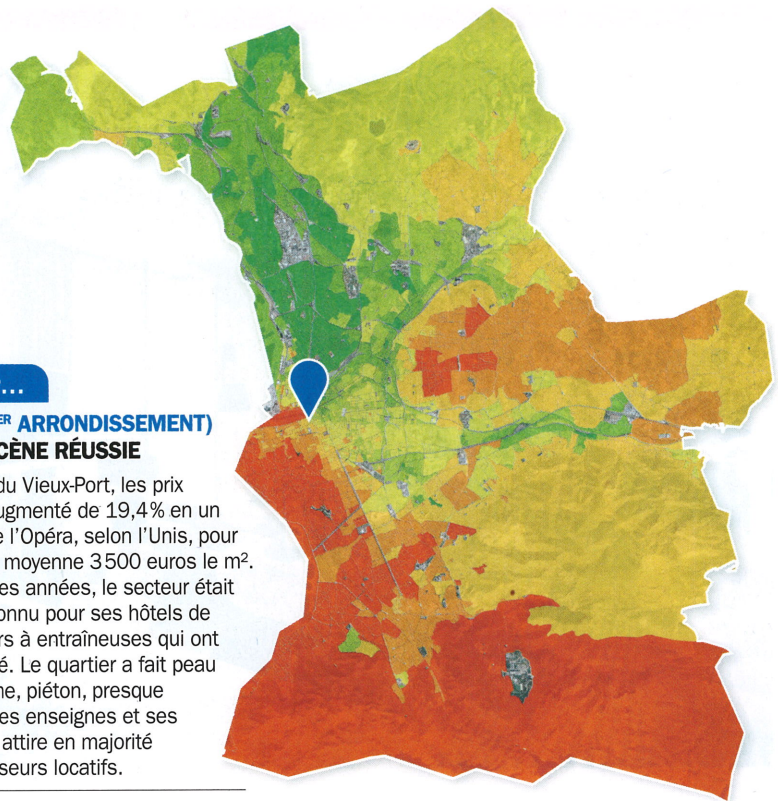 ...
ER ARRONDISSEMENT)
CÈNE RÉUSSIE
du Vieux-Port, les prix
ugmenté de 19,4 % en un
e l'Opéra, selon l'Unis, pour
moyenne 3 500 euros le m².
es années, le secteur était
onnu pour ses hôtels de
rs à entraîneuses qui ont
é. Le quartier a fait peau
ne, piéton, presque
es enseignes et ses
attire en majorité
seurs locatifs.